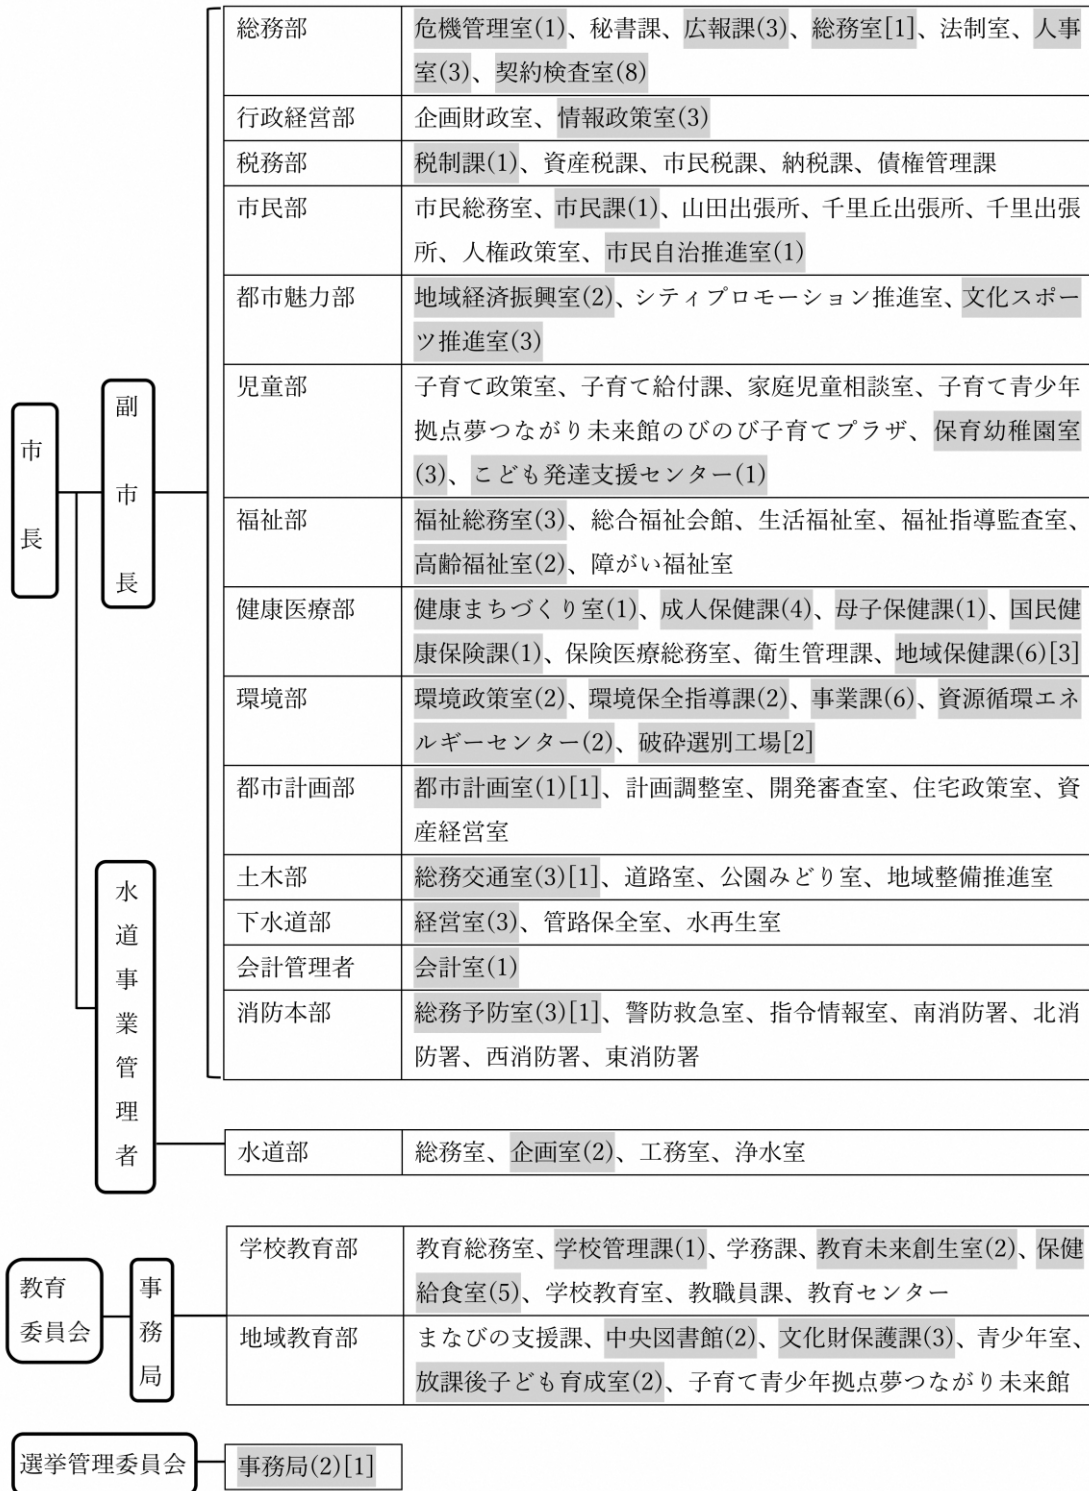 市長
副市長
総務部
危機管理室(1)、秘書課、広報課(3)、総務室[1]、法制室、人事
室(3)、契約検査室(8)
行政経営部
企画財政室、情報政策室(3)
税務部
税制課(1)、資産税課、市民税課、納税課、債権管理課
市民部
市民総務室、市民課(1)、山田出張所、千里丘出張所、千里出張
所、人権政策室、市民自治推進室(1)
都市魅力部
地域経済振興室(2)、シティプロモーション推進室、文化スポー
ツ推進室(3)
児童部
子育て政策室、子育て給付課、家庭児童相談室、子育て青少年
拠点夢つながり未来館のびのび子育てプラザ、保育幼稚園室
(3)、こども発達支援センター(1)
福祉部
福祉総務室(3)、総合福祉会館、生活福祉室、福祉指導監査室、
高齢福祉室(2)、障がい福祉室
健康医療部
健康まちづくり室(1)、成人保健課(4)、母子保健課(1)、国民健
康保険課(1)、保険医療総務室、衛生管理課、地域保健課(6)[3]
環境部
環境政策室(2)、環境保全指導課(2)、事業課(6)、資源循環エネ
ルギーセンター(2)、破砕選別工場[2]
都市計画部
都市計画室(1)[1]、計画調整室、開発審査室、住宅政策室、資
産経営室
土木部
総務交通室(3)[1]、道路室、公園みどり室、地域整備推進室
下水道部
経営室(3)、管路保全室、水再生室
会計管理者
会計室(1)
消防本部
総務予防室(3)[1]、警防救急室、指令情報室、南消防署、北消
防署、西消防署、東消防署
水道事業管理者
水道部
総務室、企画室(2)、工務室、浄水室
教育
委員会
事務局
学校教育部
教育総務室、学校管理課(1)、学務課、教育未来創生室(2)、保健
給食室(5)、学校教育室、教職員課、教育センター
地域教育部
まなびの支援課、中央図書館(2)、文化財保護課(3)、青少年室、
放課後子ども育成室(2)、子育て青少年拠点夢つながり未来館
選挙管理委員会
事務局(2)[1]